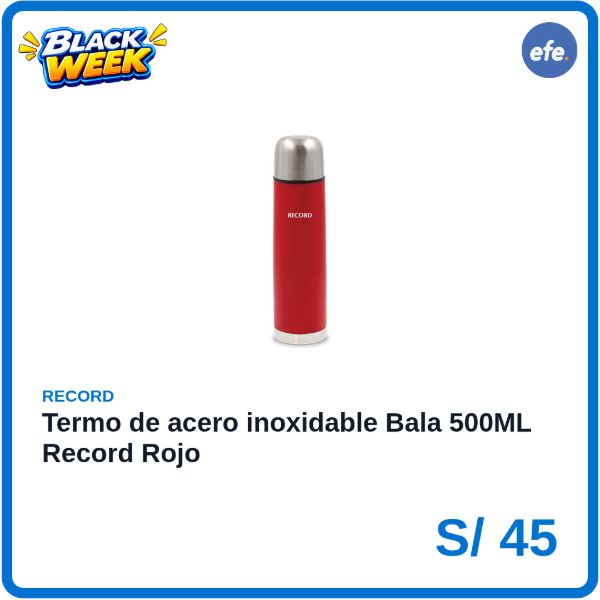 BLACK
WEEK
efe.
RECORD
RECORD
Termo de acero inoxidable Bala 500ML
Record Rojo
S/ 45